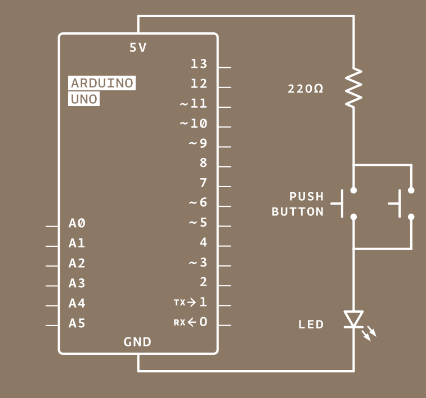 5V
ARDUINO
UNO
13
12
~11
~10
~9
8
7
~6
~5
4
~3
2
TX→1
RX←0
A0
A1
A2
A3
A4
A5
GND
220Ω
PUSH
BUTTON
LED